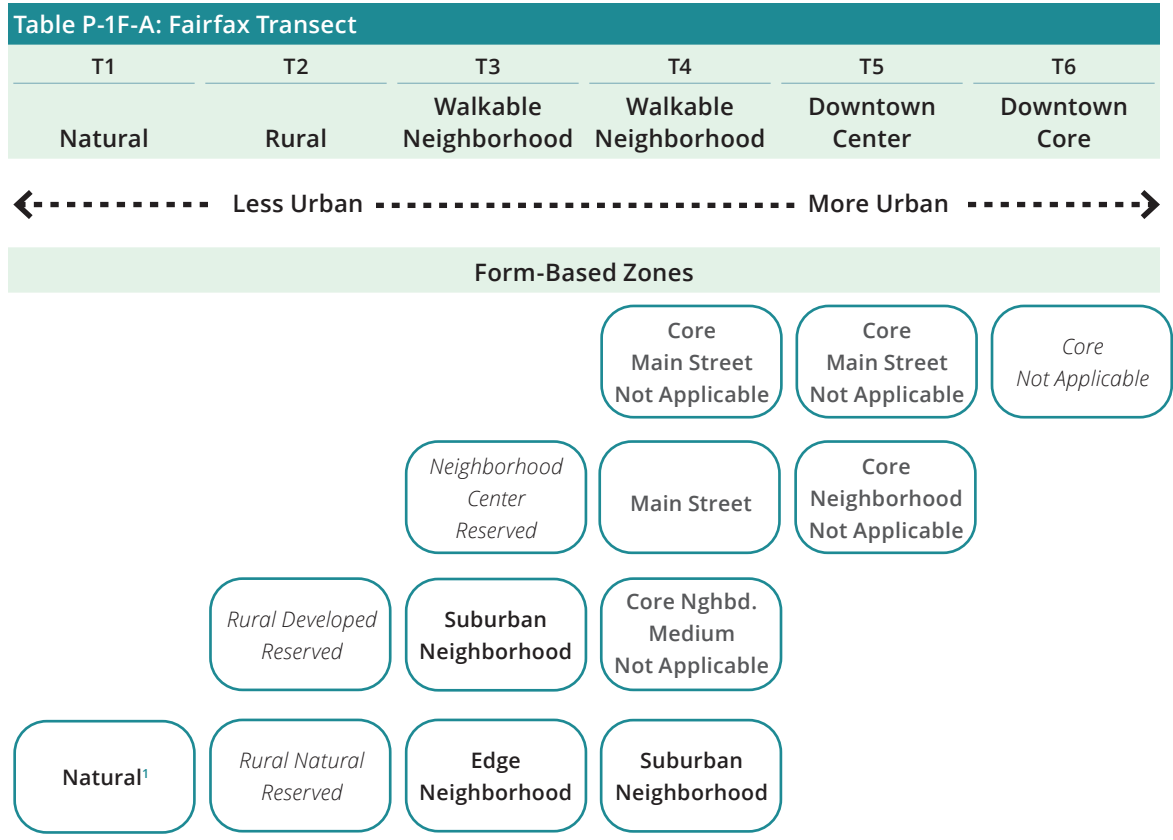 Table P-1F-A: Fairfax Transect
T1 T2 T3 T4 T5 T6
Natural
Rural
Walkable
Neighborhood
Walkable
Neighborhood
Downtown
Center
Downtown
Core
Less Urban More Urban
Form-Based Zones
Core
Main Street
Not Applicable
Core
Main Street
Not Applicable
Core
Not Applicable
Neighborhood
Center
Reserved
Main Street
Core
Neighborhood
Not Applicable
Rural Developed
Reserved
Suburban
Neighborhood
Core Nghbd.
Medium
Not Applicable
Natural¹
Rural Natural
Reserved
Edge
Neighborhood
Suburban
Neighborhood